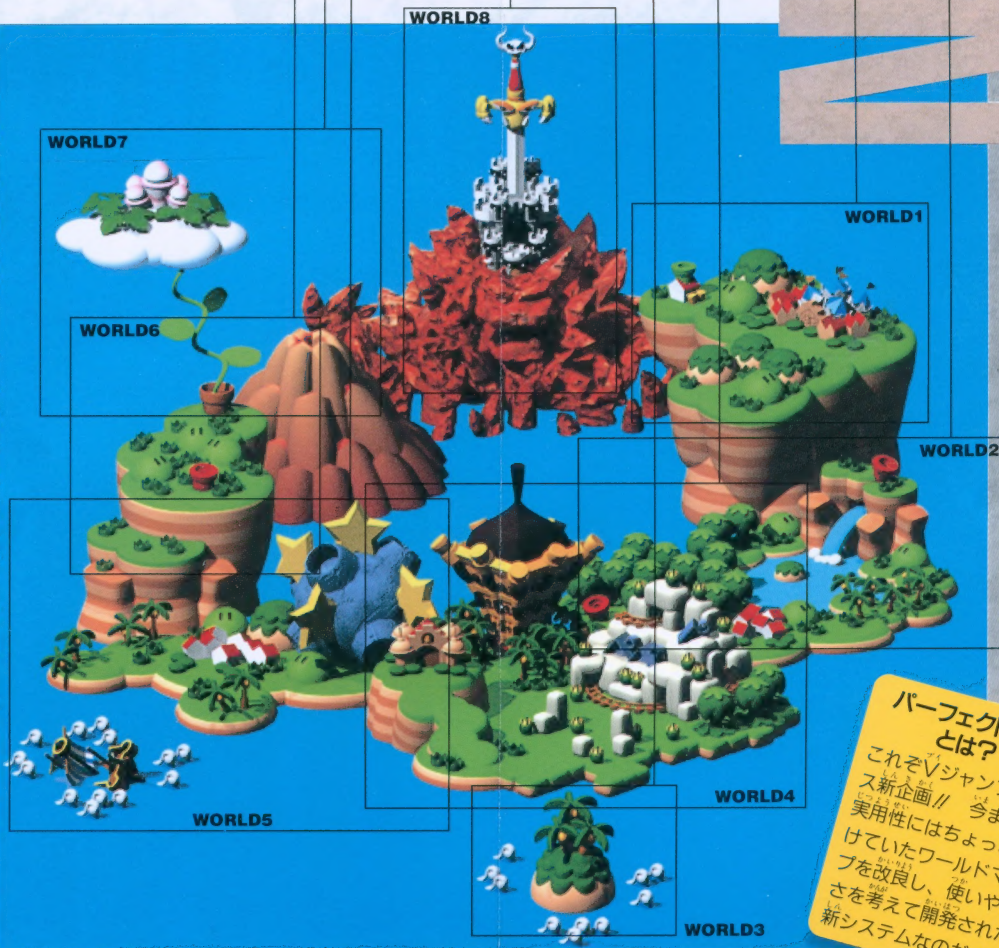 WORLD8
WORLD7
WORLD1
WORLD6
WORLD2
WORLD4
WORLD5
WORLD3
パーフェク
とは?
これぞVジャン
ス新企画!! 今ま
実用性にはちょっ
けていたワールドマ
プを改良し、使いや
さを考えて開発され
新システムなのだ